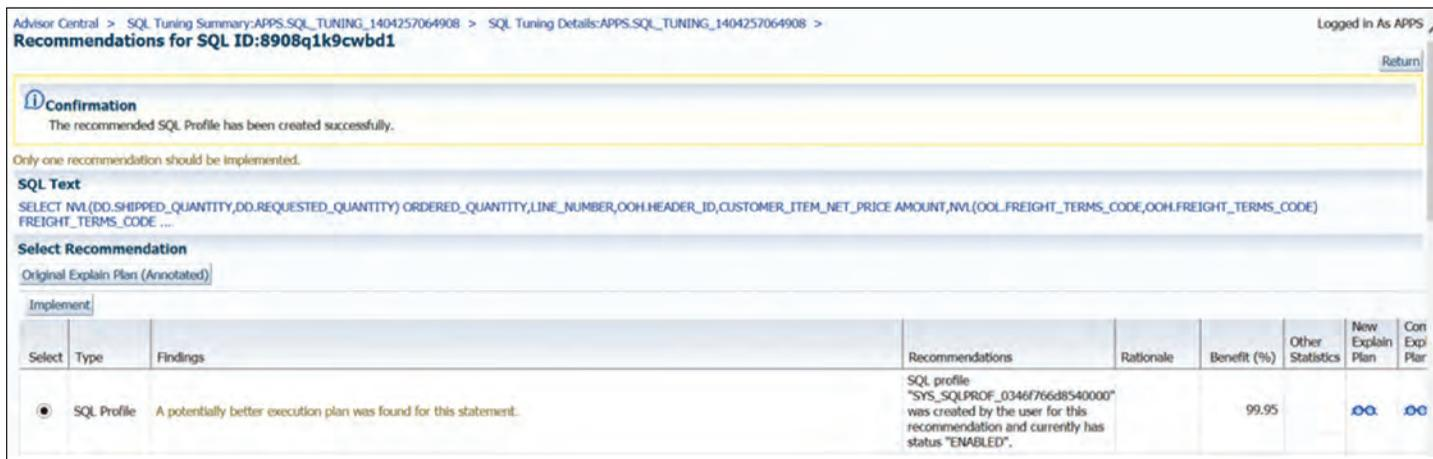 Advisor Central > SQL Tuning Summary:APPS.SQL_TUNING_1404257064908 > SQL Tuning Details:APPS.SQL_TUNING_1404257064908 >
Logged in As APPS
Recommendations for SQL ID:8908q1k9cwbd1
Return
Confirmation
The recommended SQL Profile has been created successfully.
Only one recommendation should be implemented.
SQL Text
SELECT NVL(DD.SHIPPED_QUANTITY,DD.REQUESTED_QUANTITY) ORDERED_QUANTITY,LINE_NUMBER,OOH.HEADER_ID,CUSTOMER_ITEM_NET_PRICE AMOUNT,NVL(OOL.FREIGHT_TERMS_CODE,OOH.FREIGHT_TERMS_CODE)
FREIGHT_TERMS_CODE ...
Select Recommendation
Original Explain Plan (Annotated)
Implement
Select Type Findings Recommendations Rationale Benefit (%) Other Statistics New Explain Plan Con Expl Plan
SQL Profile A potentially better execution plan was found for this statement.
SQL profile
"SYS_SQLPROF_0346f766d8540000"
was created by the user for this
recommendation and currently has
status "ENABLED".
99.95